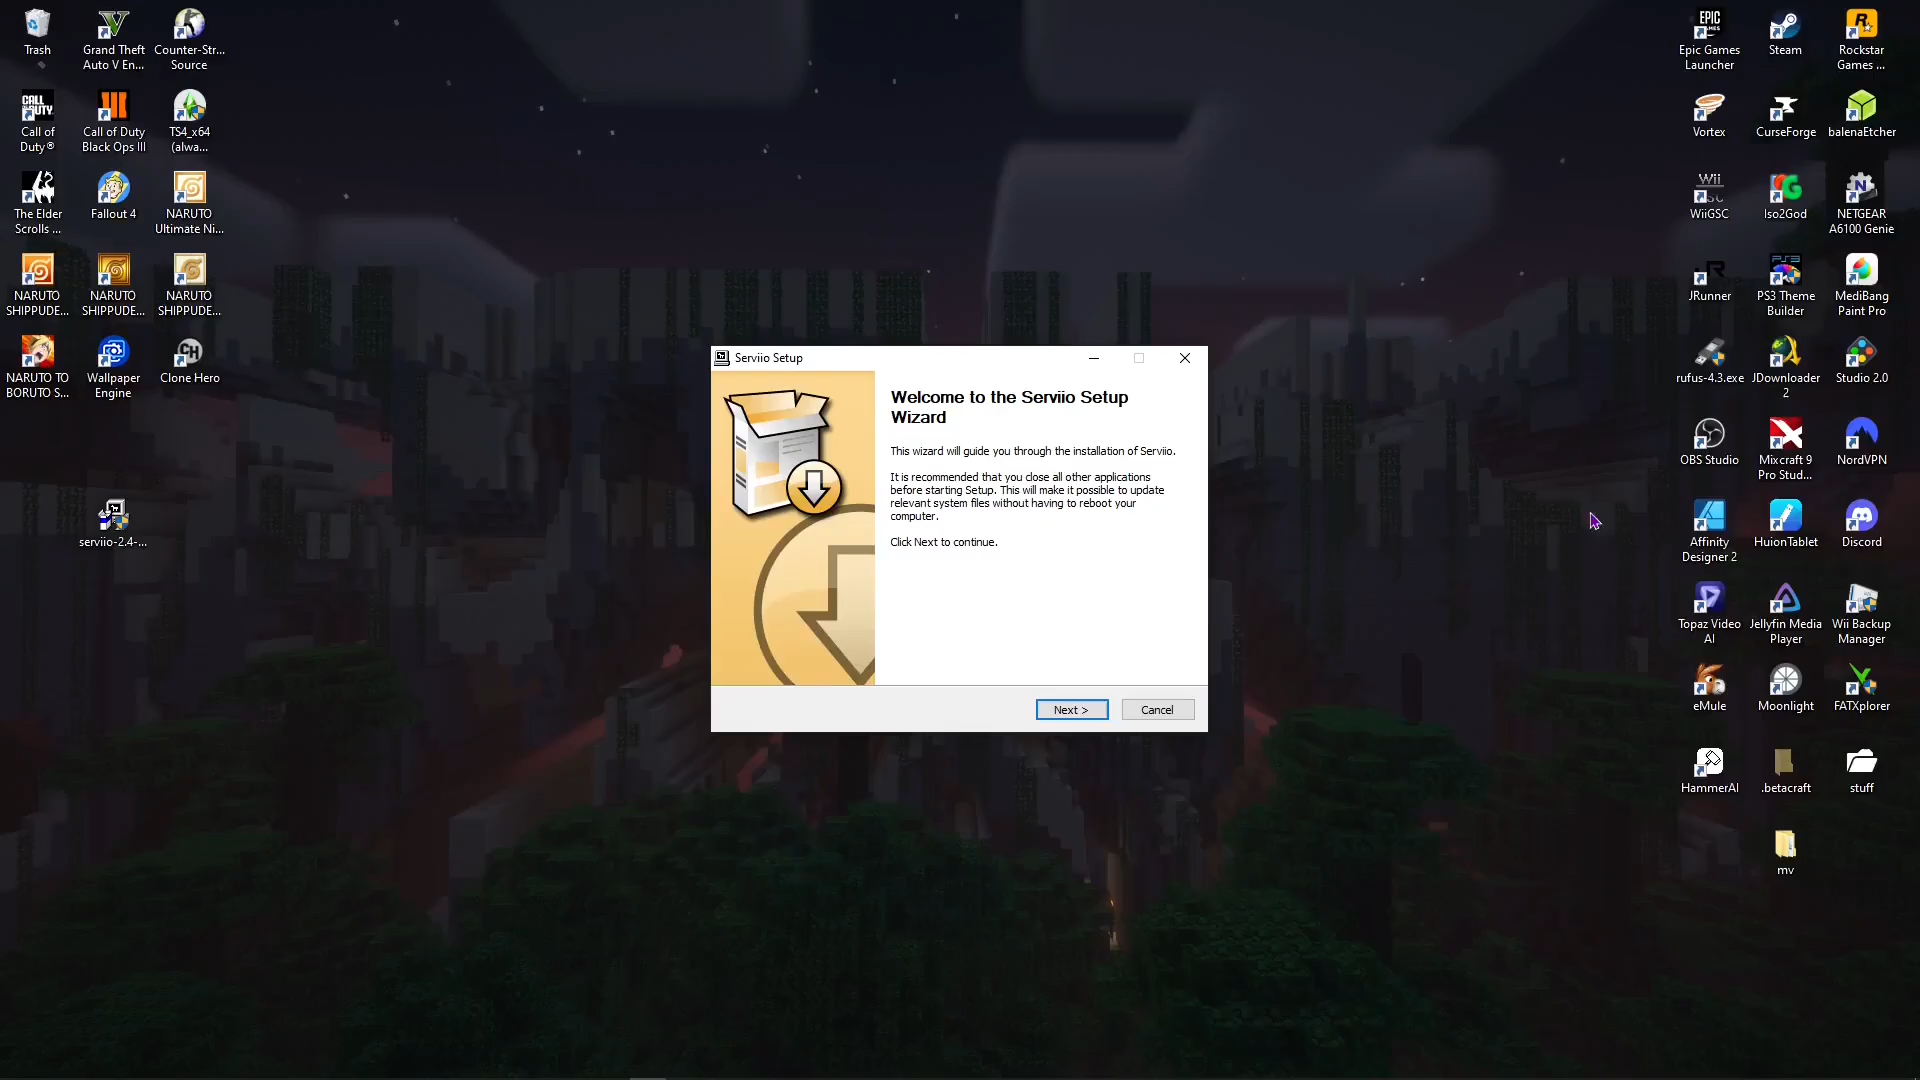 Trash
Grand Theft
Auto V En...
Counter-Str...
Source
Call of
Duty®
Call of Duty
Black Ops III
TS4_x64
(alwa...
The Elder
Scrolls ...
Fallout 4
NARUTO
Ultimate Ni...
NARUTO
SHIPPUDE...
NARUTO
SHIPPUDE...
NARUTO
SHIPPUDE...
NARUTO TO
BORUTO S...
Wallpaper
Engine
Clone Hero
serviio-2.4-...
Serviio Setup
Welcome to the Serviio Setup
Wizard
This wizard will guide you through the installation of Serviio.
It is recommended that you close all other applications
before starting Setup. This will make it possible to update
relevant system files without having to reboot your
computer.
Click Next to continue.
Next >
Cancel
Epic Games
Launcher
Steam
Rockstar
Games ...
Vortex
CurseForge
balenaEtcher
WiiGSC
Iso2God
NETGEAR
A6100 Genie
JRunner
PS3 Theme
Builder
MediBang
Paint Pro
rufus-4.3.exe
JDownloader
2
Studio 2.0
OBS Studio
Mixcraft 9
Pro Stud...
NordVPN
Affinity
Designer 2
HuionTablet
Discord
Topaz Video
AI
Jellyfin Media
Player
Wii Backup
Manager
eMule
Moonlight
FATXplorer
HammerAI
.betacraft
stuff
mv